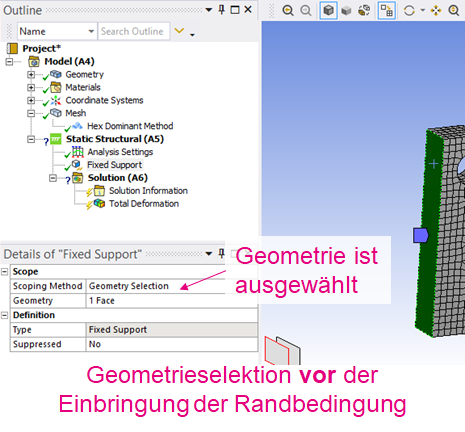 Outline
Name
Search Outline
Project*
Model (A4)
Geometry
Materials
Coordinate Systems
Mesh
Hex Dominant Method
Static Structural (A5)
Analysis Settings
Fixed Support
Solution (A6)
Solution Information
Total Deformation
Details of "Fixed Support"
Scope
Scoping Method Geometry Selection
Geometry 1 Face
Definition
Type Fixed Support
Suppressed No
Geometrie ist
ausgewählt
Geometrieselektion vor der
Einbringung der Randbedingung